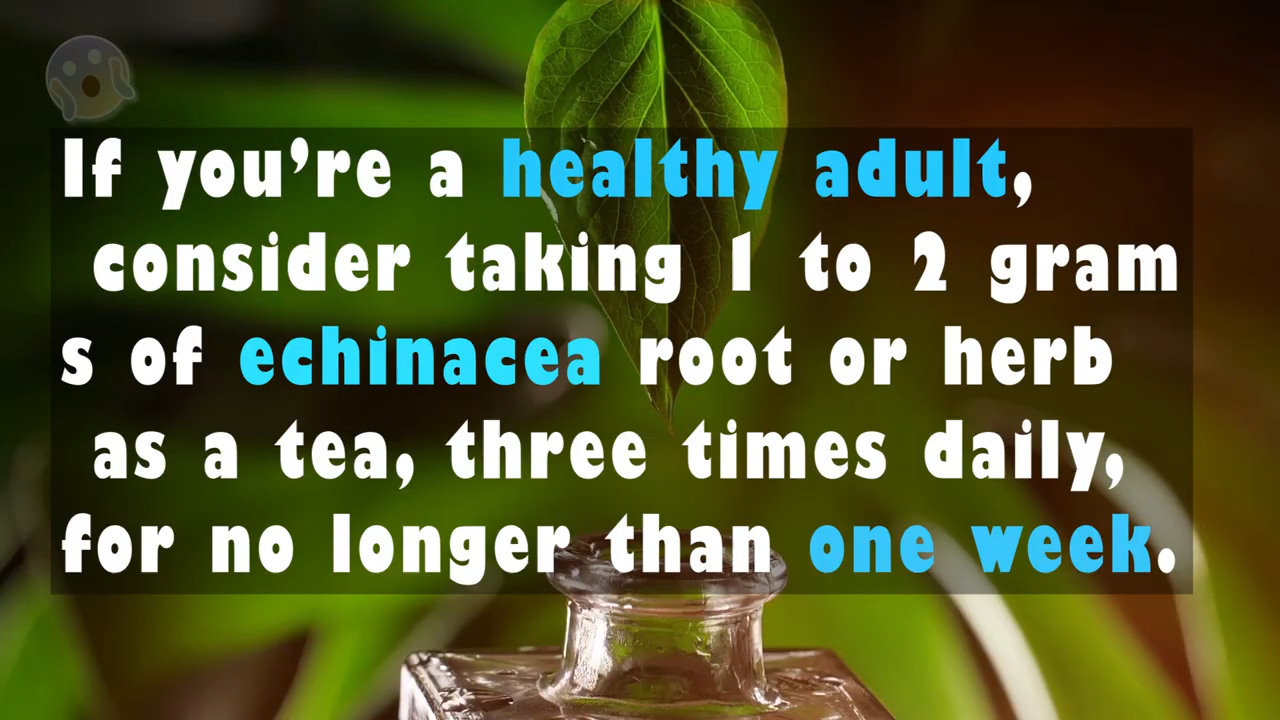 If you’re a healthy adult,
consider taking 1 to 2 gram
s of echinacea root or herb
as a tea, three times daily,
for no longer than one week.